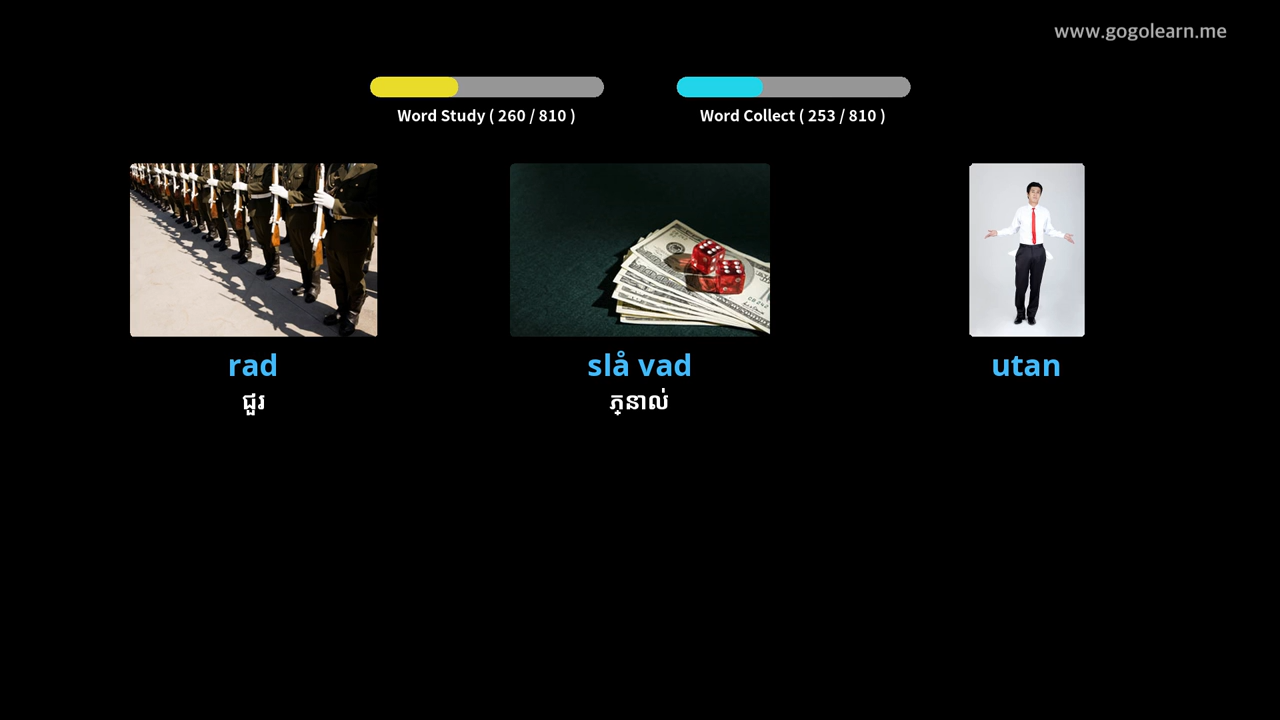 www.gogolearn.me
Word Study ( 260 / 810 )
Word Collect ( 253 / 810 )
rad
ជួរ
slå vad
ភ្នាល់
utan